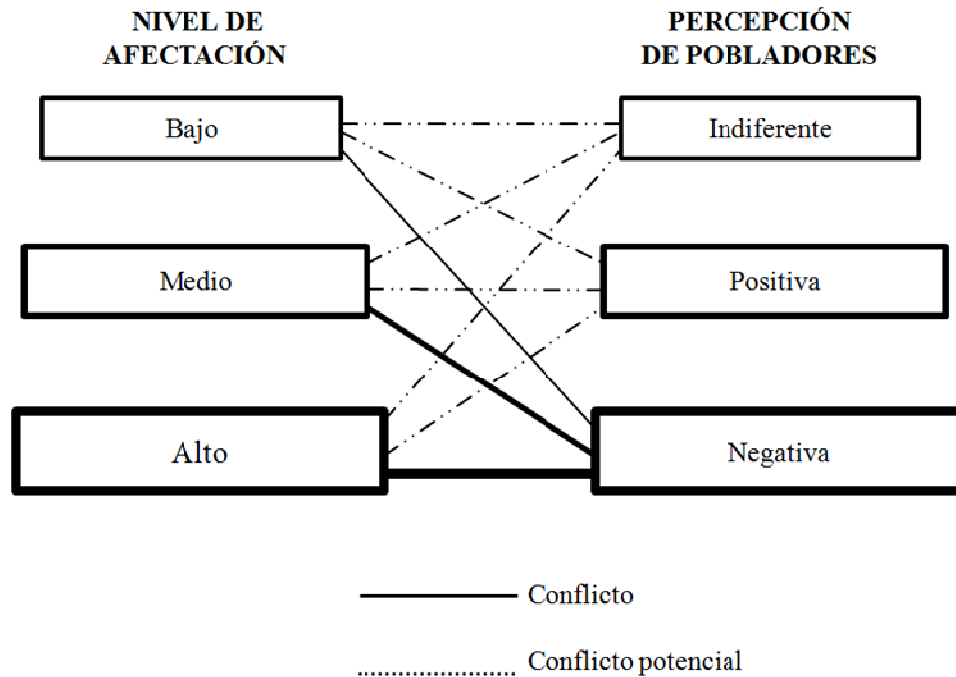 NIVEL DE
AFECTACIÓN
PERCEPCIÓN
DE POBLADORES
Bajo
Indiferente
Medio
Positiva
Alto
Negativa
Conflicto
Conflicto potencial